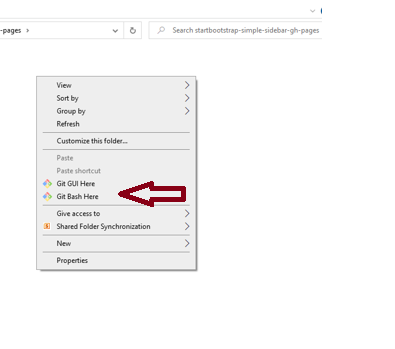 -pages
Search startbootstrap-simple-sidebar-gh-pages
View
Sort by
Group by
Refresh
Customize this folder...
Paste
Paste shortcut
Git GUI Here
Git Bash Here
Give access to
Shared Folder Synchronization
New
Properties